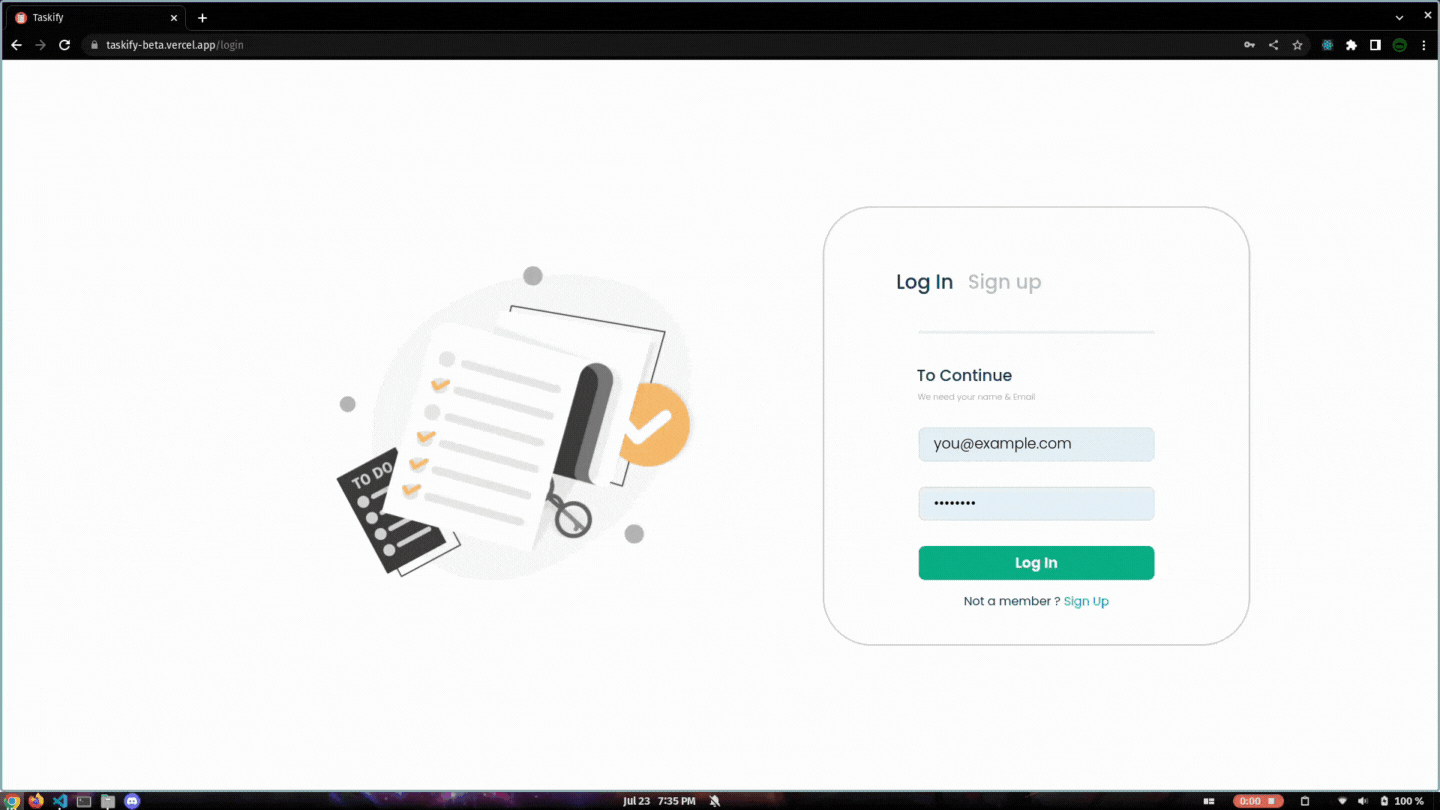 Taskify
taskify-beta.vercel.app/login
Log In Sign up
To Continue
We need your name & Email
you@example.com
••••••••
Log In
Not a member ? Sign Up
TO DO
Jul 23 7:35 PM
0:00
100 %